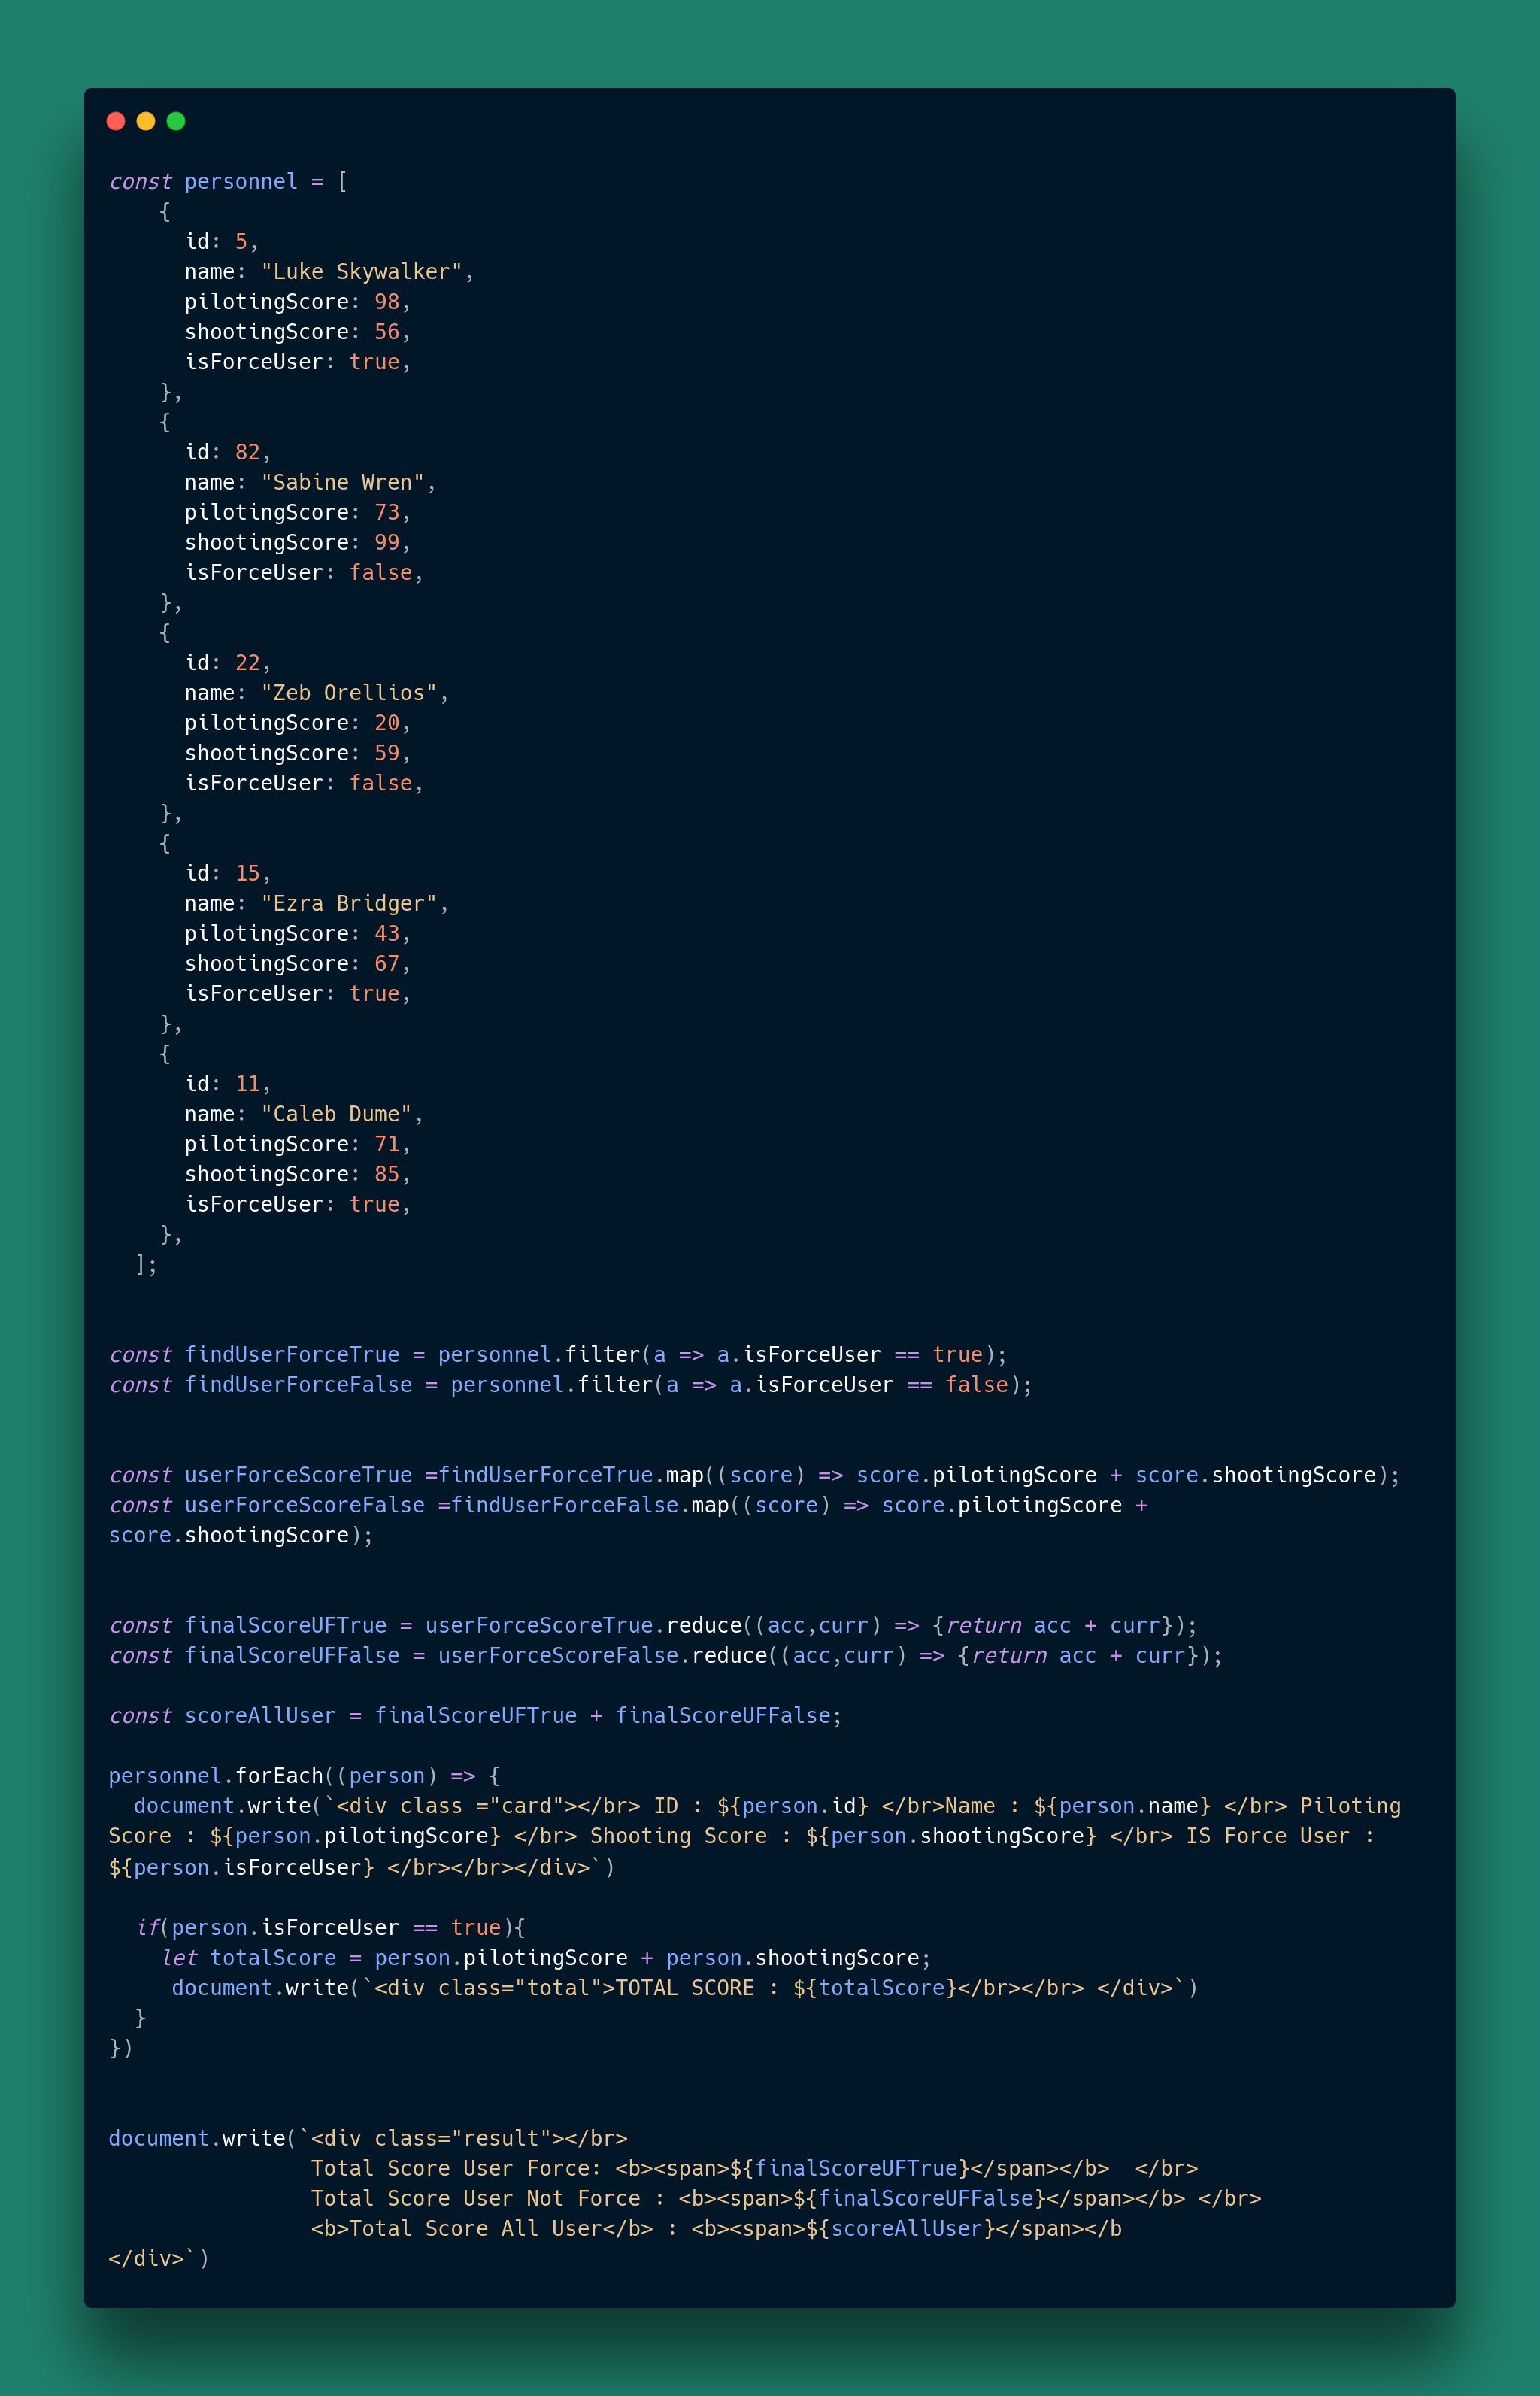 const personnel = [
    {
      id: 5,
      name: "Luke Skywalker",
      pilotingScore: 98,
      shootingScore: 56,
      isForceUser: true,
    },
    {
      id: 82,
      name: "Sabine Wren",
      pilotingScore: 73,
      shootingScore: 99,
      isForceUser: false,
    },
    {
      id: 22,
      name: "Zeb Orellios",
      pilotingScore: 20,
      shootingScore: 59,
      isForceUser: false,
    },
    {
      id: 15,
      name: "Ezra Bridger",
      pilotingScore: 43,
      shootingScore: 67,
      isForceUser: true,
    },
    {
      id: 11,
      name: "Caleb Dume",
      pilotingScore: 71,
      shootingScore: 85,
      isForceUser: true,
    },
  ];
const findUserForceTrue = personnel.filter(a => a.isForceUser == true);
const findUserForceFalse = personnel.filter(a => a.isForceUser == false);
const userForceScoreTrue =findUserForceTrue.map((score) => score.pilotingScore + score.shootingScore);
const userForceScoreFalse =findUserForceFalse.map((score) => score.pilotingScore +
score.shootingScore);
const finalScoreUFTrue = userForceScoreTrue.reduce((acc,curr) => {return acc + curr});
const finalScoreUFFalse = userForceScoreFalse.reduce((acc,curr) => {return acc + curr});
const scoreAllUser = finalScoreUFTrue + finalScoreUFFalse;
personnel.forEach((person) => {
  document.write(`<div class ="card"></br> ID : ${person.id} </br>Name : ${person.name} </br> Piloting
Score : ${person.pilotingScore} </br> Shooting Score : ${person.shootingScore} </br> IS Force User :
${person.isForceUser} </br></br></div>`)
  if(person.isForceUser == true){
    let totalScore = person.pilotingScore + person.shootingScore;
     document.write(`<div class="total">TOTAL SCORE : ${totalScore}</br></br> </div>`)
  }
})
document.write(`<div class="result"></br>
                Total Score User Force: <b><span>${finalScoreUFTrue}</span></b>  </br>
                Total Score User Not Force : <b><span>${finalScoreUFFalse}</span></b> </br>
                <b>Total Score All User</b> : <b><span>${scoreAllUser}</span></b
</div>`)